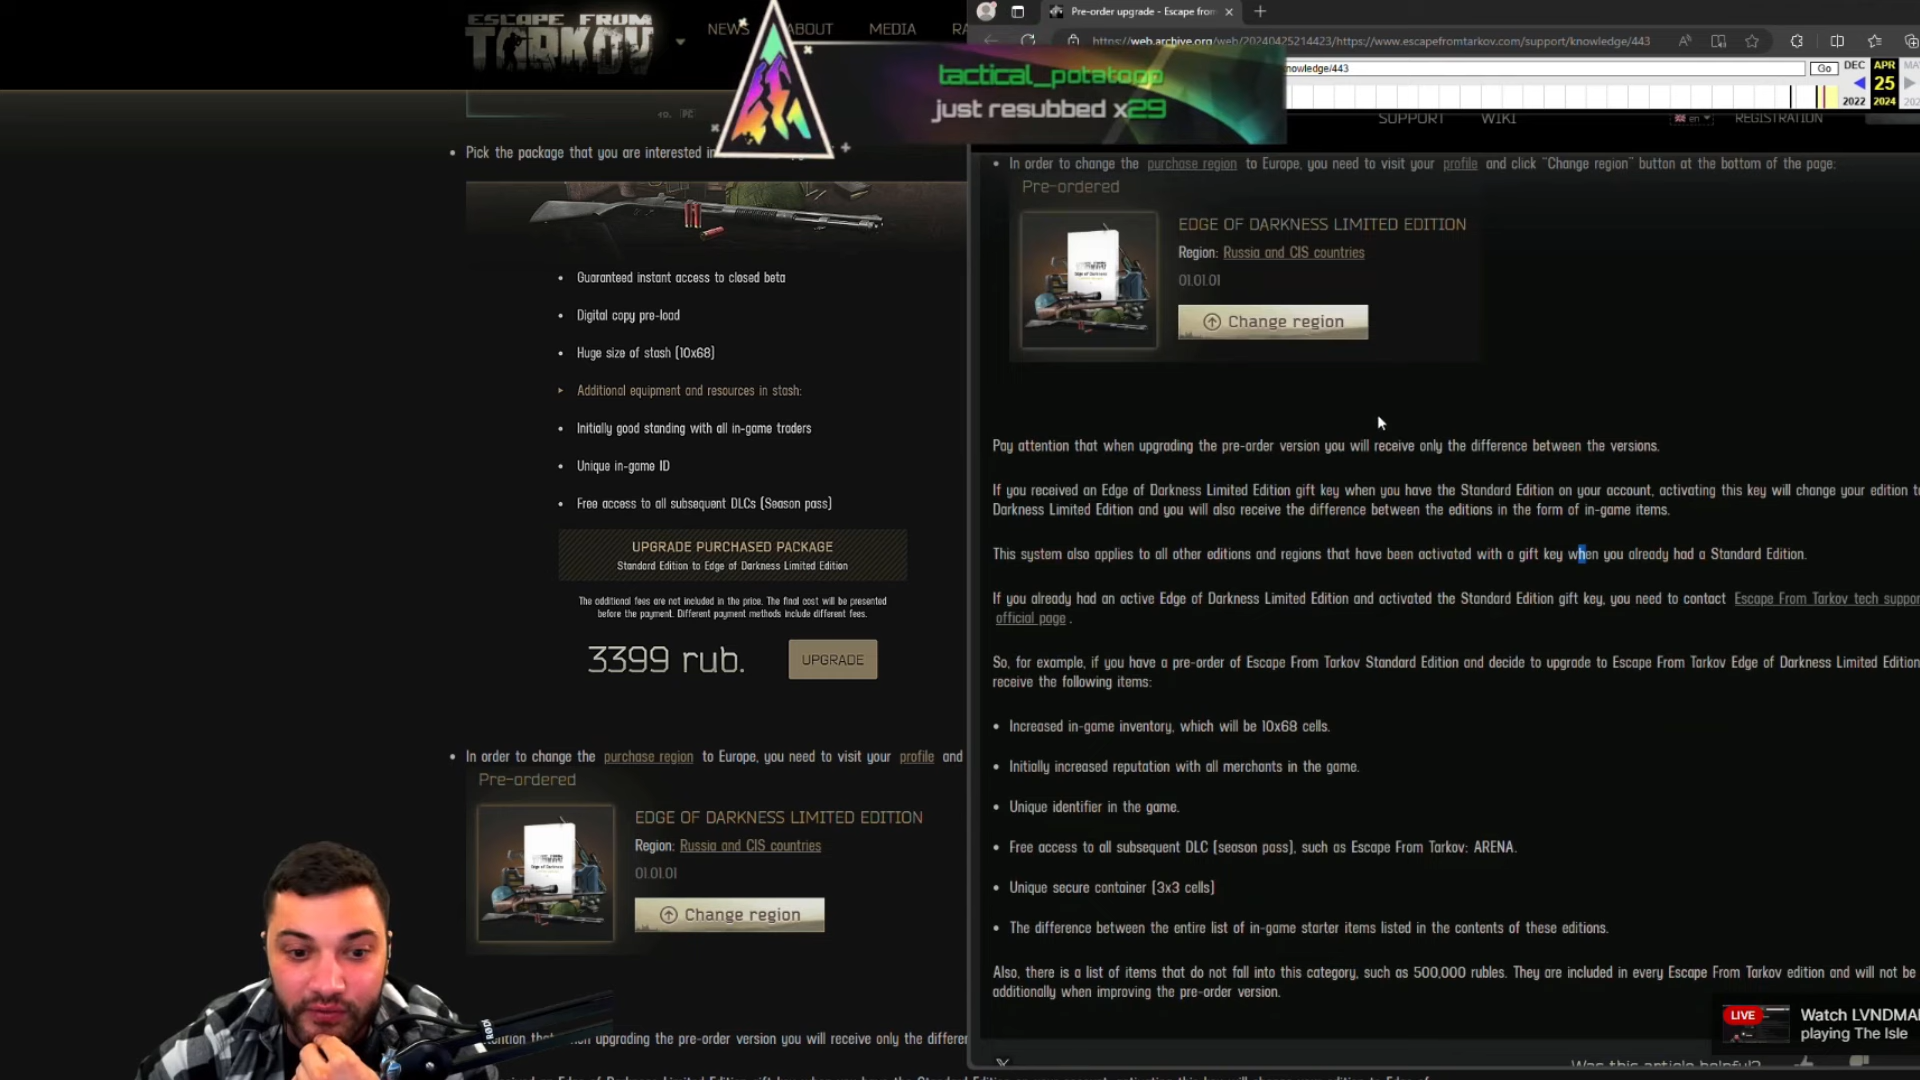 ESCAPE FROM
TARKOV
NEWS
ABOUT
MEDIA
Pick the package that you are interested in
Guaranteed instant access to closed beta
Digital copy pre-load
Huge size of stash (10x68)
Additional equipment and resources in stash:
Initially good standing with all in-game traders
Unique in-game ID
Free access to all subsequent DLCs (Season pass)
UPGRADE PURCHASED PACKAGE
Standard Edition to Edge of Darkness Limited Edition
The additional fees are not included in the price. The final cost will be presented
before the payment. Different payment methods include different fees.
3399 rub.
UPGRADE
In order to change the purchase region to Europe, you need to visit your profile and
Pre-ordered
EDGE OF DARKNESS LIMITED EDITION
Region: Russia and CIS countries
01.01.01
Change region
upgrading the pre-order version you will receive only the
tactical_potatogg
just resubbed x29
Pre-order upgrade - Escape from
https://web.archive.org/web/20240425214423/https://www.escapefromtarkov.com/support/knowledge/443
nowledge/443
Go
DEC
APR
25
2022
2024
SUPPORT
WIKI
en
REGISTRATION
In order to change the purchase region to Europe, you need to visit your profile and click "Change region" button at the bottom of the page:
Pre-ordered
EDGE OF DARKNESS LIMITED EDITION
Region: Russia and CIS countries
01.01.01
Change region
Pay attention that when upgrading the pre-order version you will receive only the difference between the versions.
If you received an Edge of Darkness Limited Edition gift key when you have the Standard Edition on your account, activating this key will change your edition to
Darkness Limited Edition and you will also receive the difference between the editions in the form of in-game items.
This system also applies to all other editions and regions that have been activated with a gift key when you already had a Standard Edition.
If you already had an active Edge of Darkness Limited Edition and activated the Standard Edition gift key, you need to contact Escape From Tarkov tech suppor
official page .
So, for example, if you have a pre-order of Escape From Tarkov Standard Edition and decide to upgrade to Escape From Tarkov Edge of Darkness Limited Edition
receive the following items:
Increased in-game inventory, which will be 10x68 cells.
Initially increased reputation with all merchants in the game.
Unique identifier in the game.
Free access to all subsequent DLC (season pass), such as Escape From Tarkov: ARENA.
Unique secure container (3x3 cells)
The difference between the entire list of in-game starter items listed in the contents of these editions.
Also, there is a list of items that do not fall into this category, such as 500,000 rubles. They are included in every Escape From Tarkov edition and will not be
additionally when improving the pre-order version.
LIVE
Watch LVNDMA
playing The Isle
Was this article helpful?